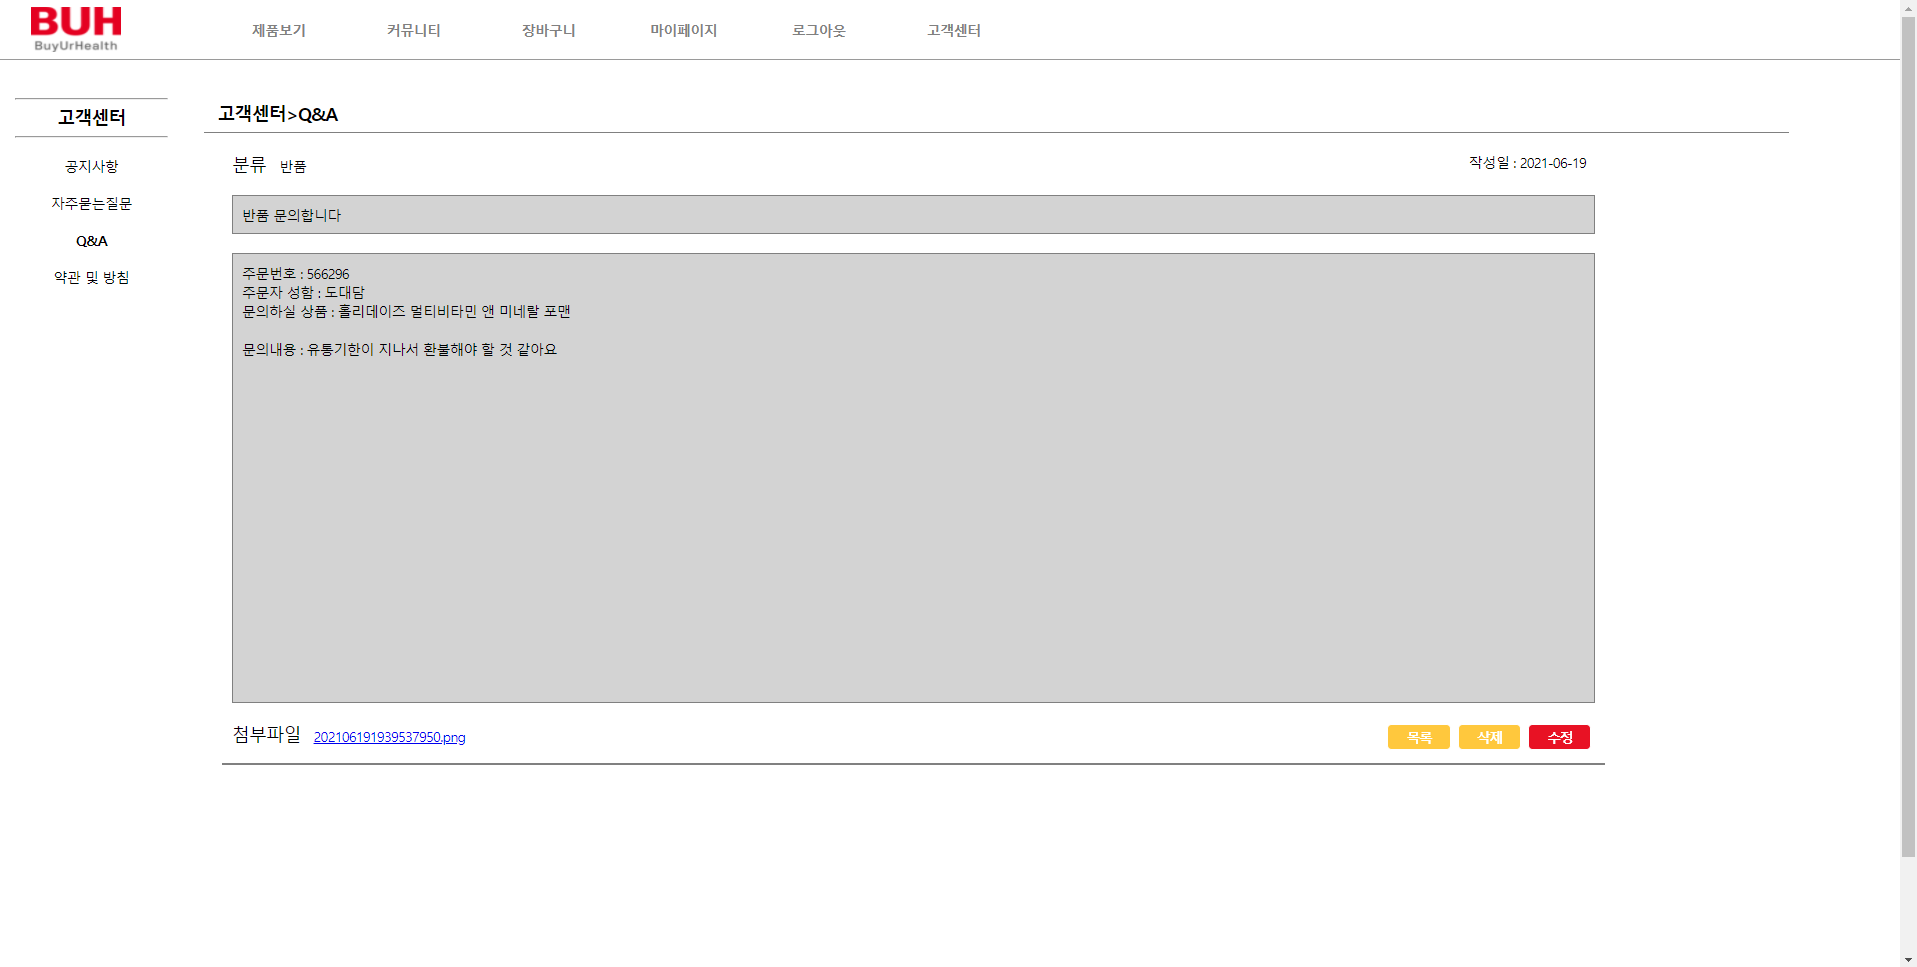 BUH
BuyUrHealth
제품보기 커뮤니티 장바구니 마이페이지 로그아웃 고객센터
고객센터
공지사항
자주묻는질문
Q&A
약관 및 방침
고객센터>Q&A
분류 반품 작성일 : 2021-06-19
반품 문의합니다
주문번호 : 566296
주문자 성함 : 도대담
문의하실 상품 : 홀리데이즈 멀티비타민 앤 미네랄 포맨
문의내용 : 유통기한이 지나서 환불해야 할 것 같아요
첨부파일 202106191939537950.png 목록 삭제 수정